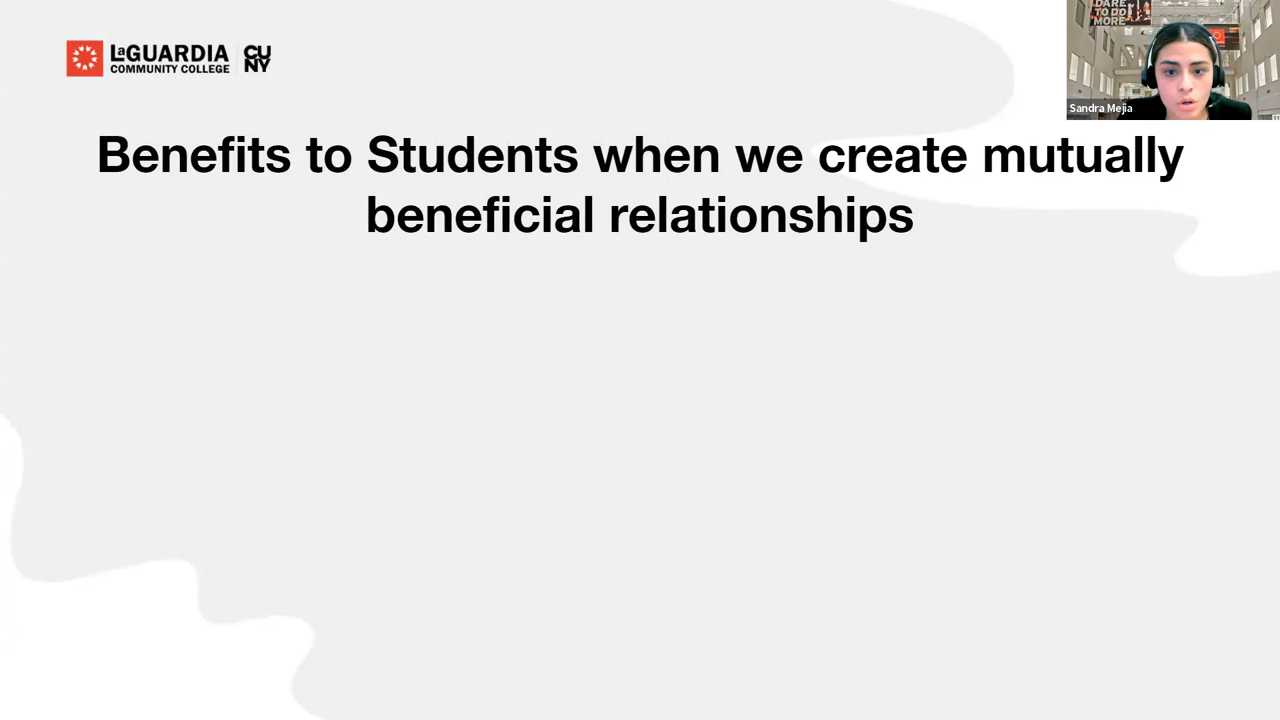 LaGUARDIA
COMMUNITY COLLEGE
CU
NY
DARE
TO DO
MORE
Sandra Mejia
Benefits to Students when we create mutually
beneficial relationships